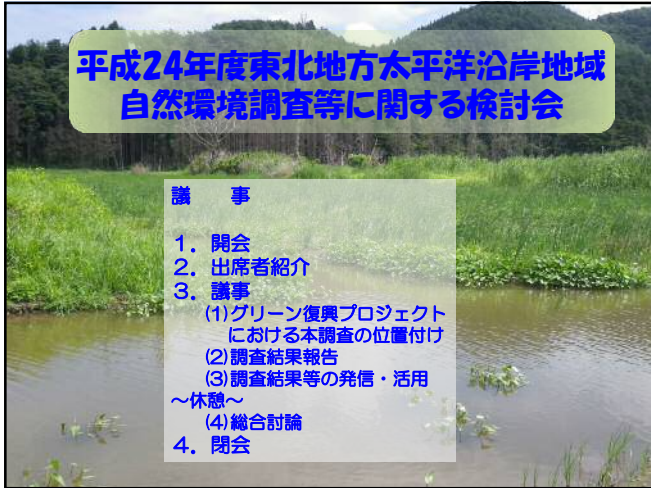 平成24年度東北地方太平洋沿岸地域
自然環境調査等に関する検討会
議　事
１．開会
２．出席者紹介
３．議事
(1)グリーン復興プロジェクト
における本調査の位置付け
(2)調査結果報告
(3)調査結果等の発信・活用
～休憩～
(4)総合討論
４．閉会